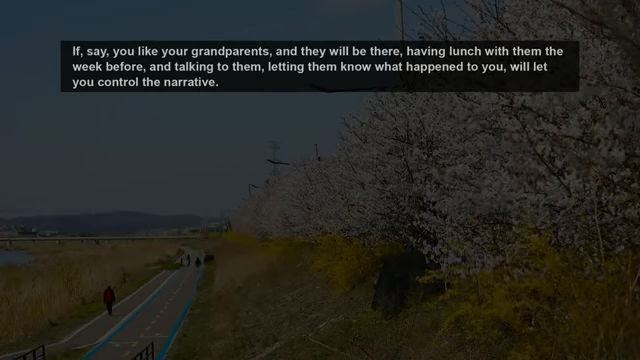 If, say, you like your grandparents, and they will be there, having lunch with them the
week before, and talking to them, letting them know what happened to you, will let
you control the narrative.